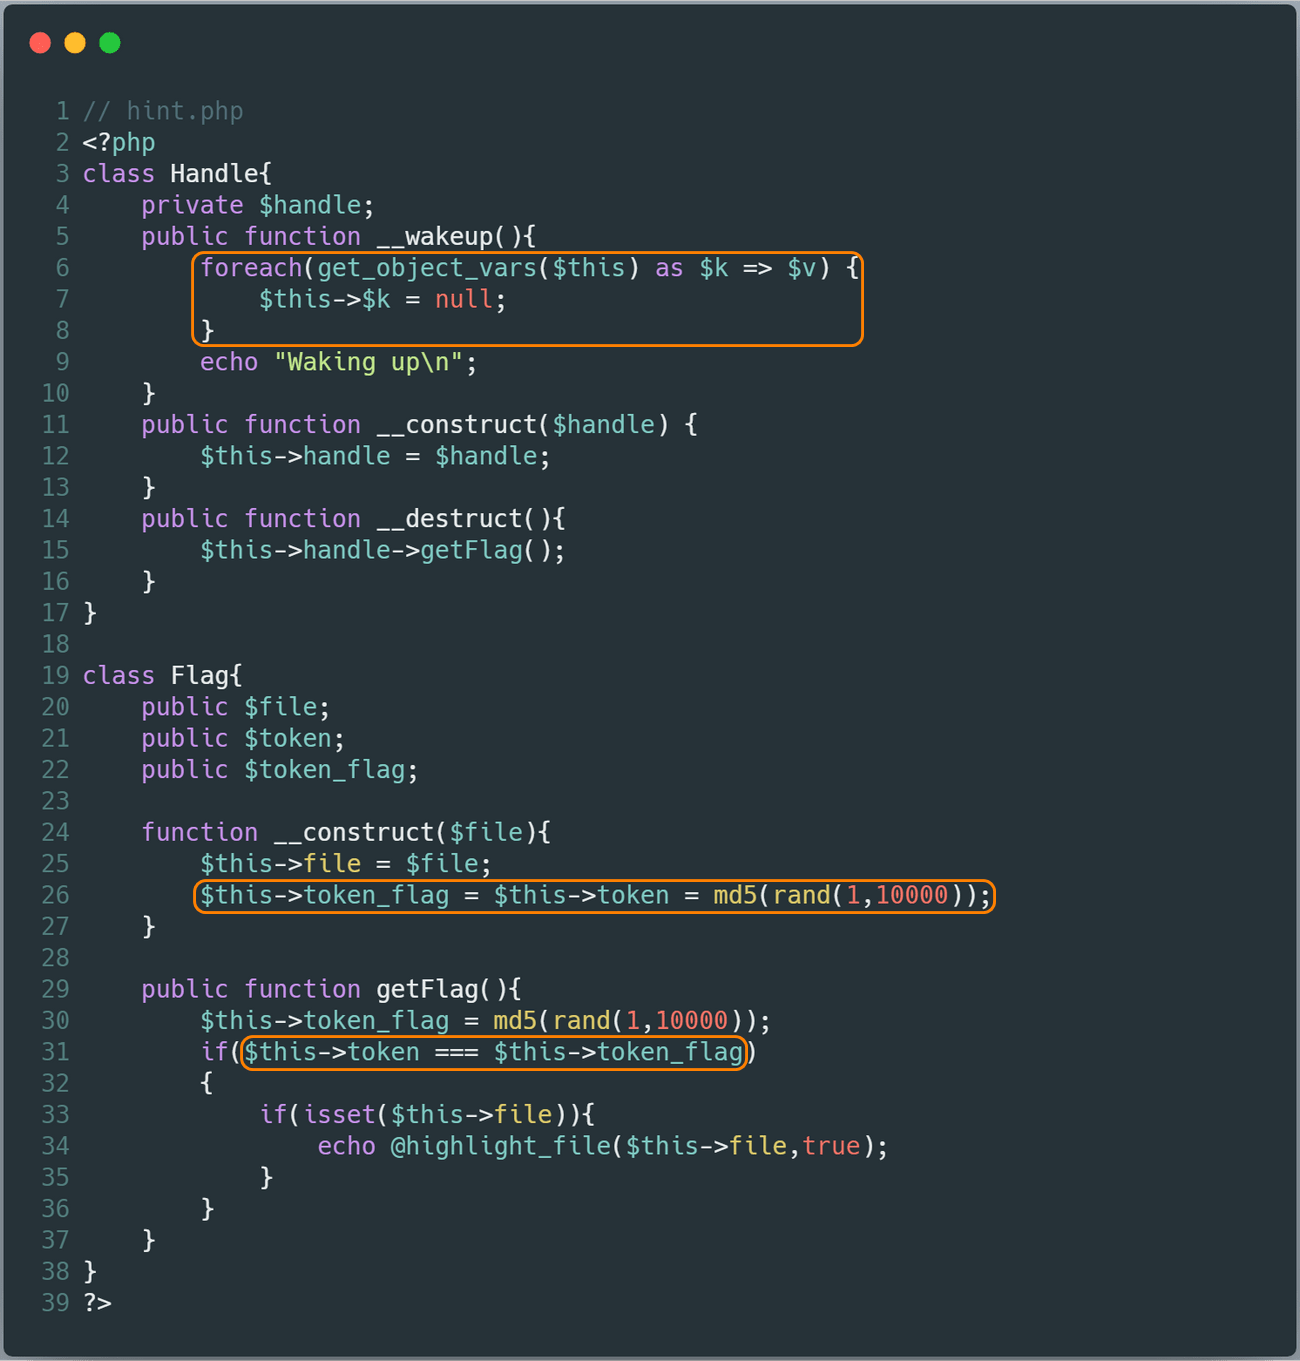 1 // hint.php
2 <?php
3 class Handle{
4     private $handle;
5     public function __wakeup(){
6         foreach(get_object_vars($this) as $k => $v) {
7             $this->$k = null;
8         }
9         echo "Waking up\n";
10     }
11     public function __construct($handle) {
12         $this->handle = $handle;
13     }
14     public function __destruct(){
15         $this->handle->getFlag();
16     }
17 }
18
19 class Flag{
20     public $file;
21     public $token;
22     public $token_flag;
23
24     function __construct($file){
25         $this->file = $file;
26         $this->token_flag = $this->token = md5(rand(1,10000));
27     }
28
29     public function getFlag(){
30         $this->token_flag = md5(rand(1,10000));
31         if($this->token === $this->token_flag)
32         {
33             if(isset($this->file)){
34                 echo @highlight_file($this->file,true);
35             }
36         }
37     }
38 }
39 ?>